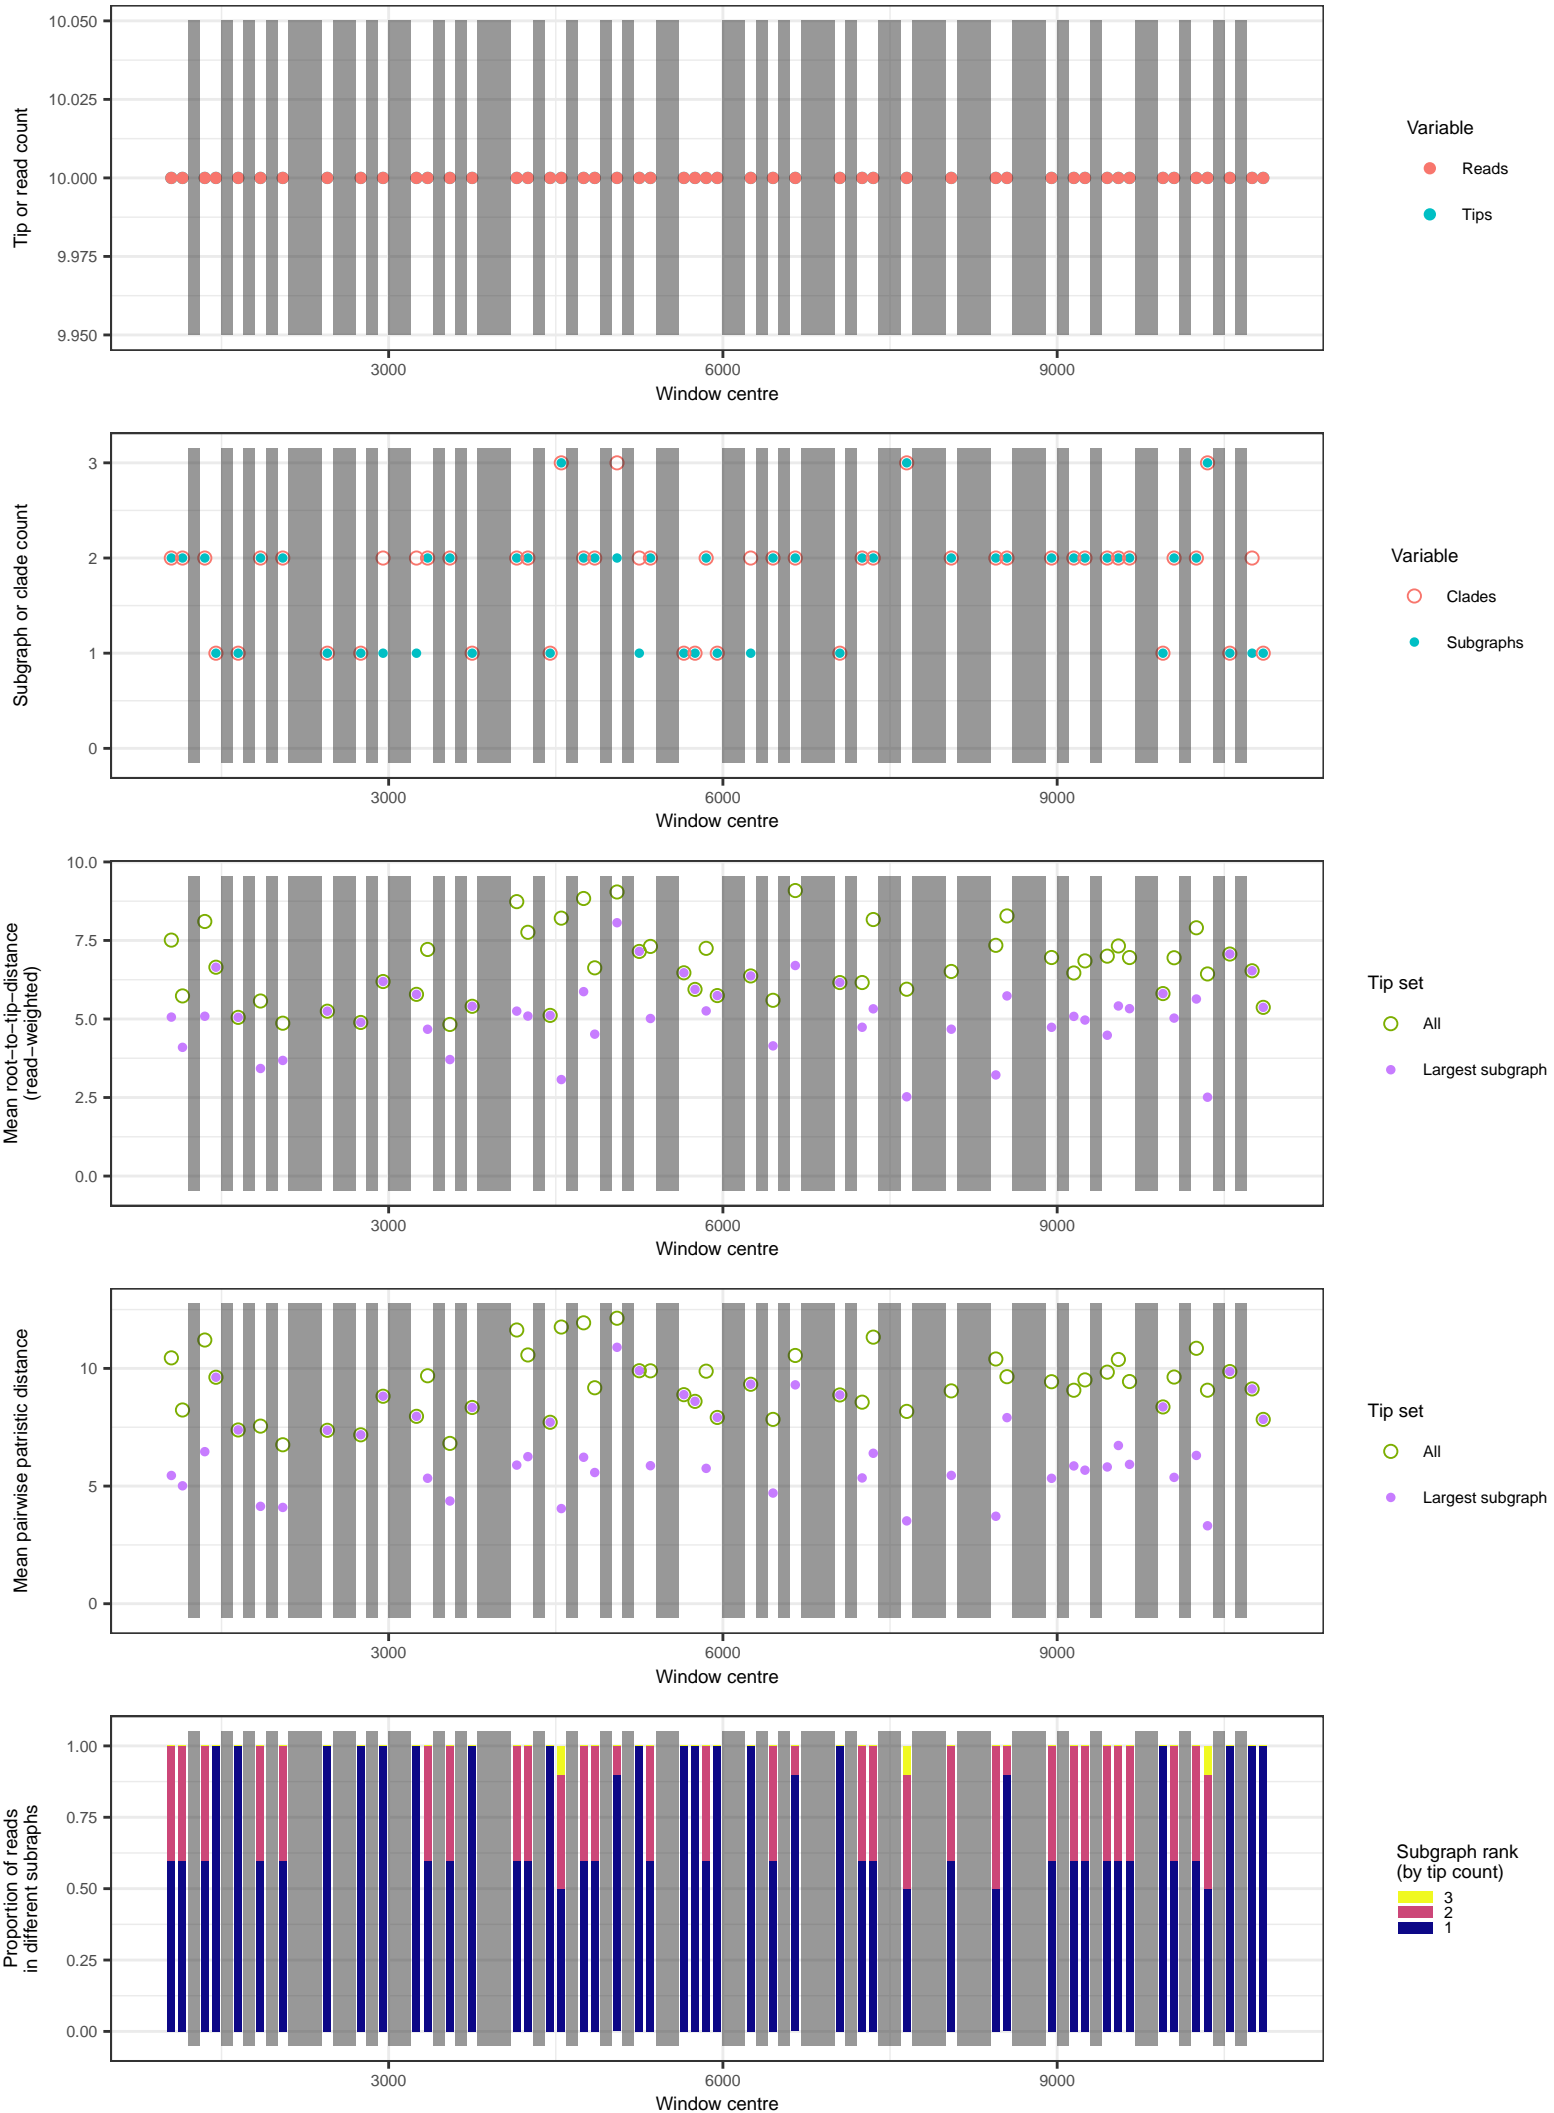 10.050
10.025
10.000
9.975
9.950
Tip or read count
3000
6000
9000
Window centre
Variable
Reads
Tips
3
2
1
0
Subgraph or clade count
3000
6000
9000
Window centre
Variable
Clades
Subgraphs
10.0
7.5
5.0
2.5
0.0
Mean root−to−tip−distance
(read−weighted)
3000
6000
9000
Window centre
Tip set
All
Largest subgraph
10
5
0
Mean pairwise patristic distance
3000
6000
9000
Window centre
Tip set
All
Largest subgraph
1.00
0.75
0.50
0.25
0.00
Proportion of reads
in different subraphs
3000
6000
9000
Window centre
Subgraph rank
(by tip count)
3
2
1